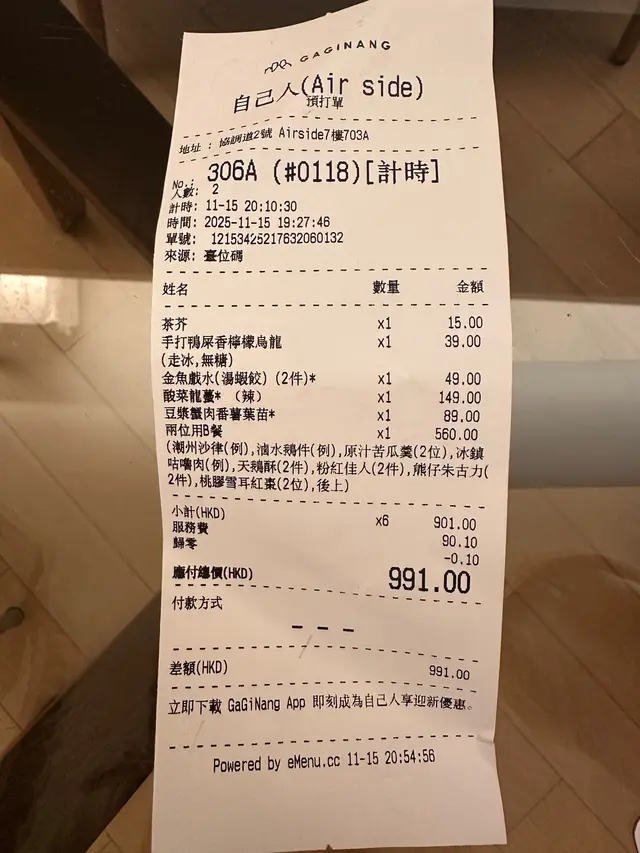 GAGINANG
自己人(Air side)
預打單
地址 : 協調道2號 Airside7樓703A
No.: 306A (#0118)[計時]
人數: 2
計時: 11-15 20:10:30
時間: 2025-11-15 19:27:46
單號: 12153425217632060132
來源: 臺位碼
姓名 數量 金額
茶芥 x1 15.00
手打鴨屎香檸檬烏龍 x1 39.00
(走冰,無糖)
金魚戲水(湯蝦餃) (2件)* x1 49.00
酸菜龍躉* (辣) x1 149.00
豆漿蟹肉番薯葉苗* x1 89.00
兩位用B餐 x1 560.00
(潮州沙律(例),滷水鵝件(例),原汁苦瓜羹(2位),冰鎮
咕嚕肉(例),天鵝酥(2件),粉紅佳人(2件),熊仔朱古力(
2件),桃膠雪耳紅棗(2位),後上)
小計(HKD) x6 901.00
服務費 90.10
歸零 -0.10
應付總價(HKD) 991.00
付款方式
---
差額(HKD) 991.00
立即下載 GaGiNang App 即刻成為自己人享迎新優惠。
Powered by eMenu.cc 11-15 20:54:56